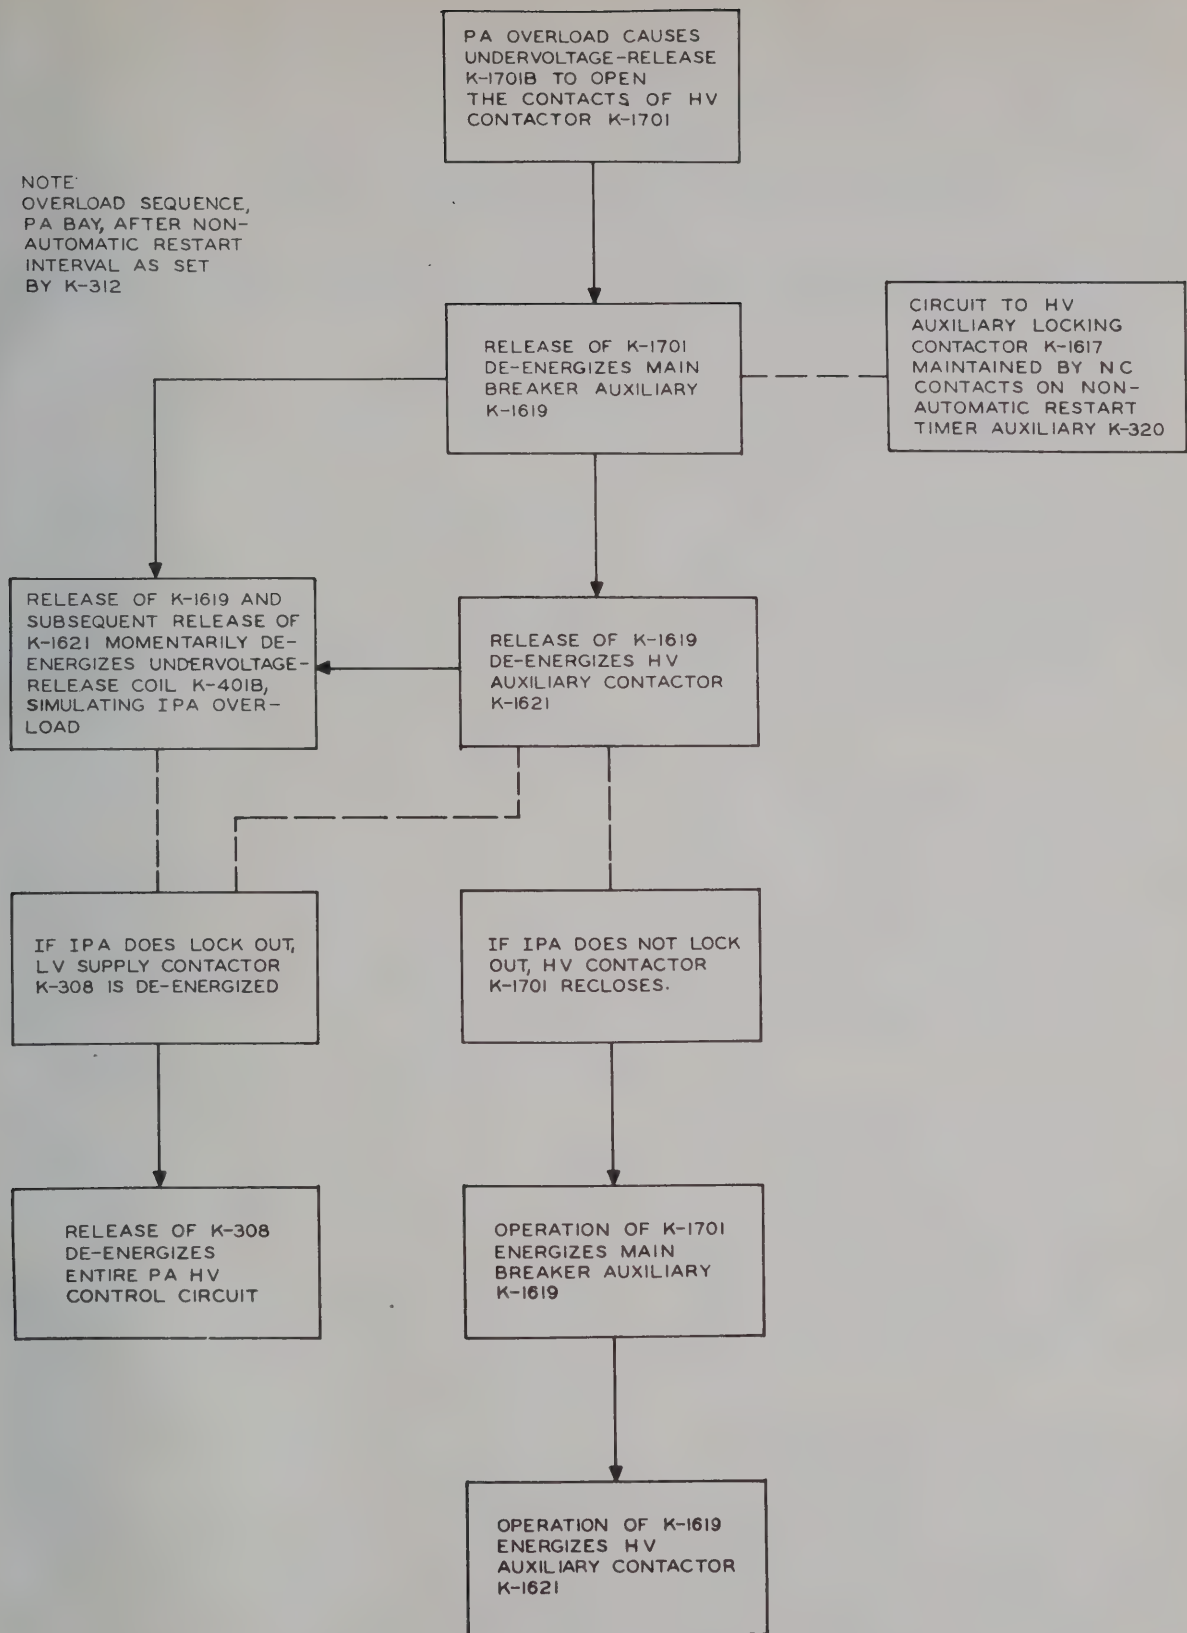 PA OVERLOAD CAUSES
UNDERVOLTAGE-RELEASE
K-1701B TO OPEN
THE CONTACTS OF HV
CONTACTOR K-1701
NOTE:
OVERLOAD SEQUENCE,
PA BAY, AFTER NON-
AUTOMATIC RESTART
INTERVAL AS SET
BY K-312
RELEASE OF K-1701
DE-ENERGIZES MAIN
BREAKER AUXILIARY
K-1619
CIRCUIT TO HV
AUXILIARY LOCKING
CONTACTOR K-1617
MAINTAINED BY NC
CONTACTS ON NON-
AUTOMATIC RESTART
TIMER AUXILIARY K-320
RELEASE OF K-1619 AND
SUBSEQUENT RELEASE OF
K-1621 MOMENTARILY DE-
ENERGIZES UNDERVOLTAGE-
RELEASE COIL K-401B,
SIMULATING IPA OVER-
LOAD
RELEASE OF K-1619
DE-ENERGIZES HV
AUXILIARY CONTACTOR
K-1621
IF IPA DOES LOCK OUT,
LV SUPPLY CONTACTOR
K-308 IS DE-ENERGIZED
IF IPA DOES NOT LOCK
OUT, HV CONTACTOR
K-1701 RECLOSES.
RELEASE OF K-308
DE-ENERGIZES
ENTIRE PA HV
CONTROL CIRCUIT
OPERATION OF K-1701
ENERGIZES MAIN
BREAKER AUXILIARY
K-1619
OPERATION OF K-1619
ENERGIZES HV
AUXILIARY CONTACTOR
K-1621